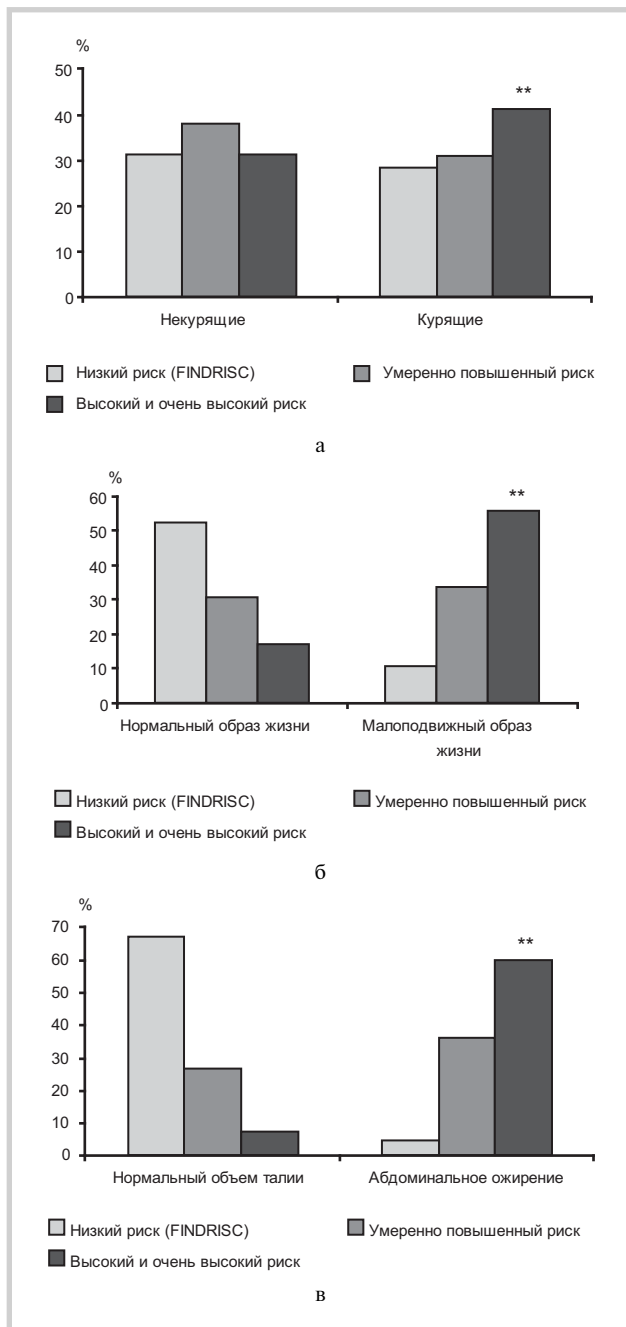 %
50
40
30
20
10
0
**
Некурящие Курящие
Низкий риск (FINDRISC) Умеренно повышенный риск
Высокий и очень высокий риск
а
%
60
50
40
30
20
10
0
**
Нормальный образ жизни Малоподвижный образ
жизни
Низкий риск (FINDRISC) Умеренно повышенный риск
Высокий и очень высокий риск
б
%
70
60
50
40
30
20
10
0
**
Нормальный объем талии Абдоминальное ожирение
Низкий риск (FINDRISC) Умеренно повышенный риск
Высокий и очень высокий риск
в